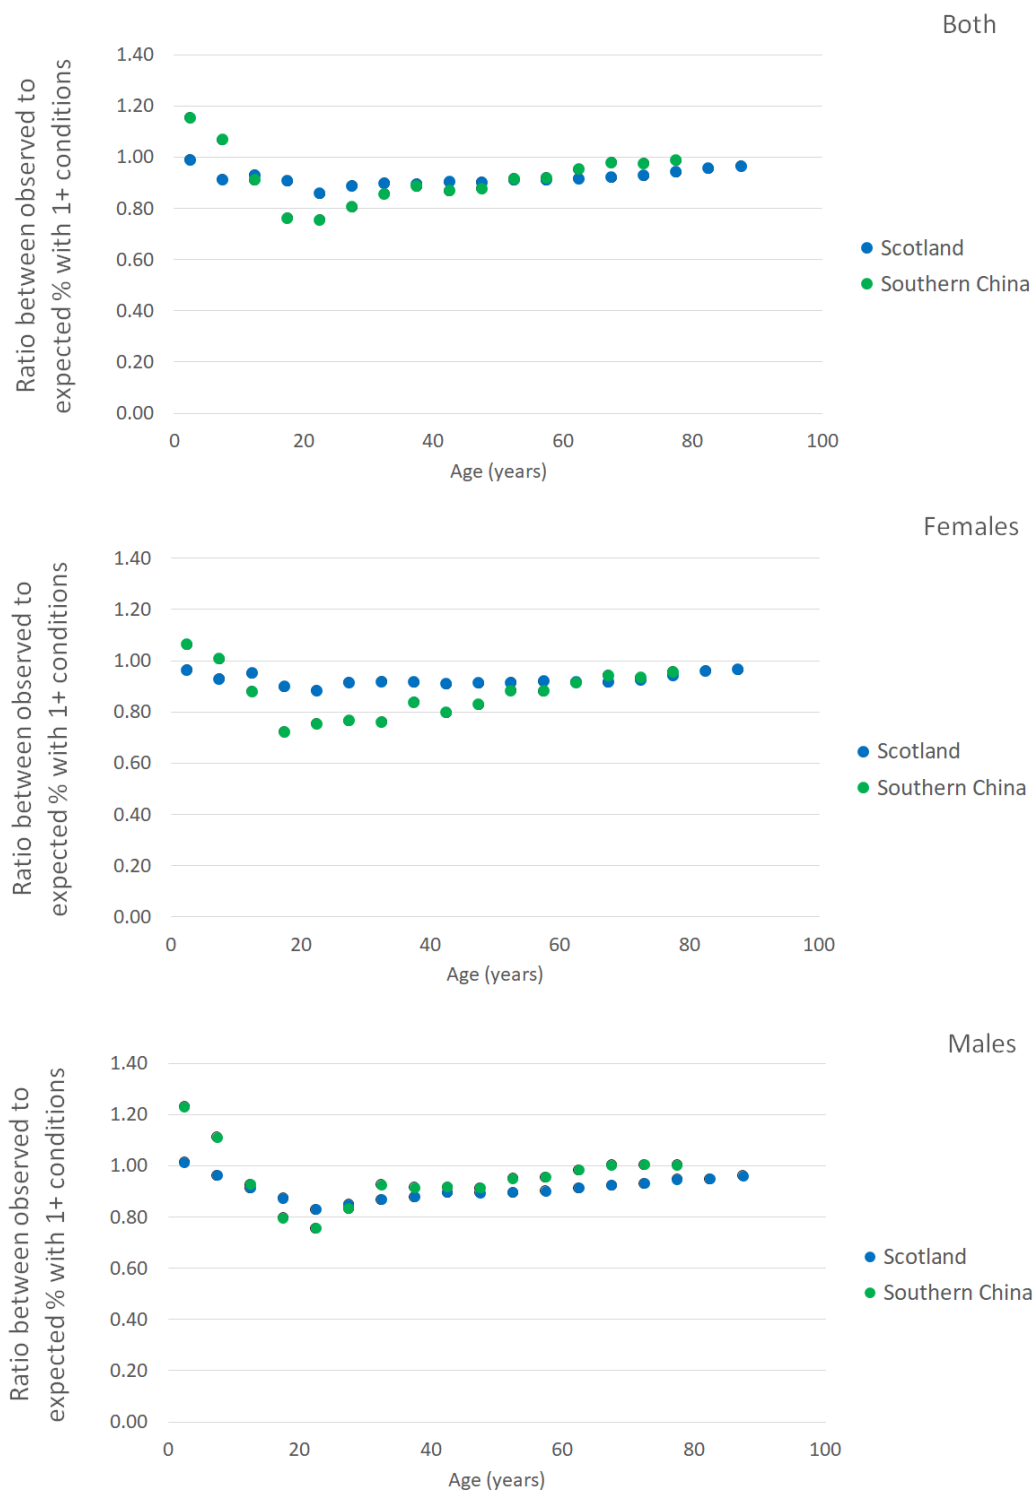 Both
Ratio between observed to
expected % with 1+ conditions
1.40
1.20
1.00
0.80
0.60
0.40
0.20
0.00
0 20 40 60 80 100
Age (years)
Scotland
Southern China
Females
Ratio between observed to
expected % with 1+ conditions
1.40
1.20
1.00
0.80
0.60
0.40
0.20
0.00
0 20 40 60 80 100
Age (years)
Scotland
Southern China
Males
Ratio between observed to
expected % with 1+ conditions
1.40
1.20
1.00
0.80
0.60
0.40
0.20
0.00
0 20 40 60 80 100
Age (years)
Scotland
Southern China